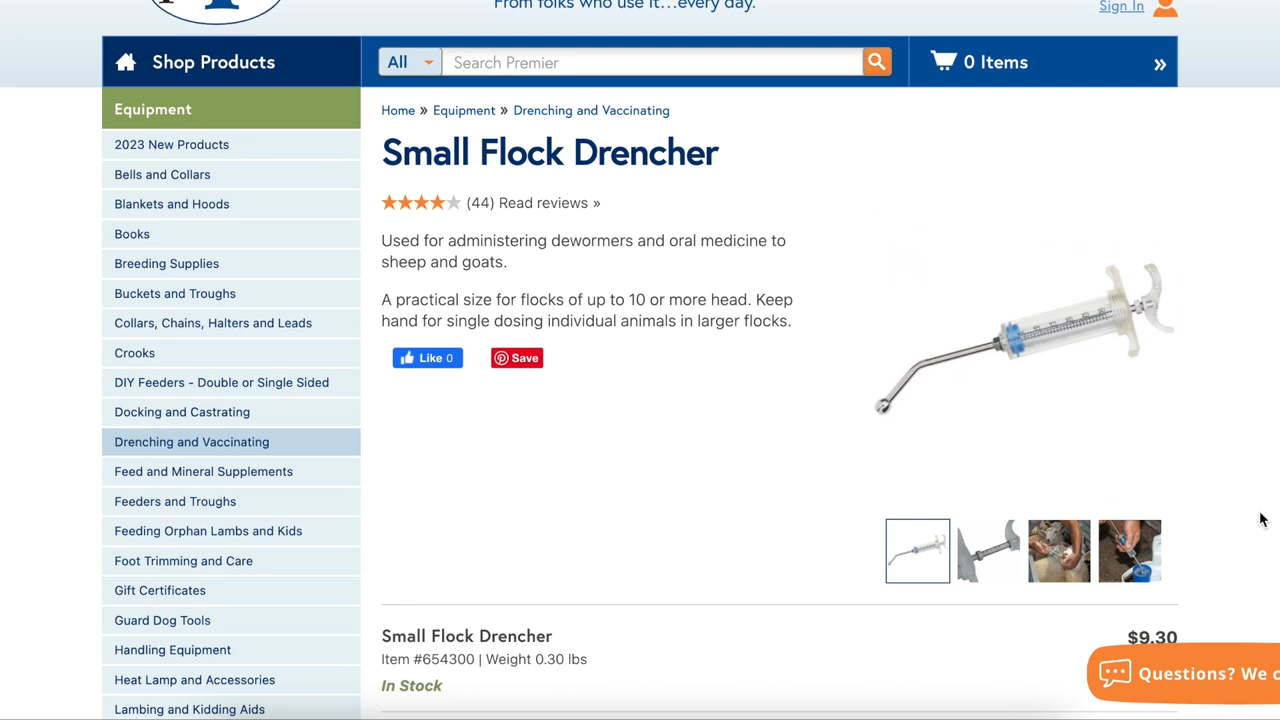 From folks who use it...every day.
Sign In
Shop Products
All
Search Premier
0 Items
»
Equipment
2023 New Products
Bells and Collars
Blankets and Hoods
Books
Breeding Supplies
Buckets and Troughs
Collars, Chains, Halters and Leads
Crooks
DIY Feeders - Double or Single Sided
Docking and Castrating
Drenching and Vaccinating
Feed and Mineral Supplements
Feeders and Troughs
Feeding Orphan Lambs and Kids
Foot Trimming and Care
Gift Certificates
Guard Dog Tools
Handling Equipment
Heat Lamp and Accessories
Lambing and Kidding Aids
Home » Equipment » Drenching and Vaccinating
Small Flock Drencher
(44) Read reviews »
Used for administering dewormers and oral medicine to
sheep and goats.
A practical size for flocks of up to 10 or more head. Keep
hand for single dosing individual animals in larger flocks.
Like 0
Save
Small Flock Drencher
$9.30
Item #654300 | Weight 0.30 lbs
In Stock
Questions? We c